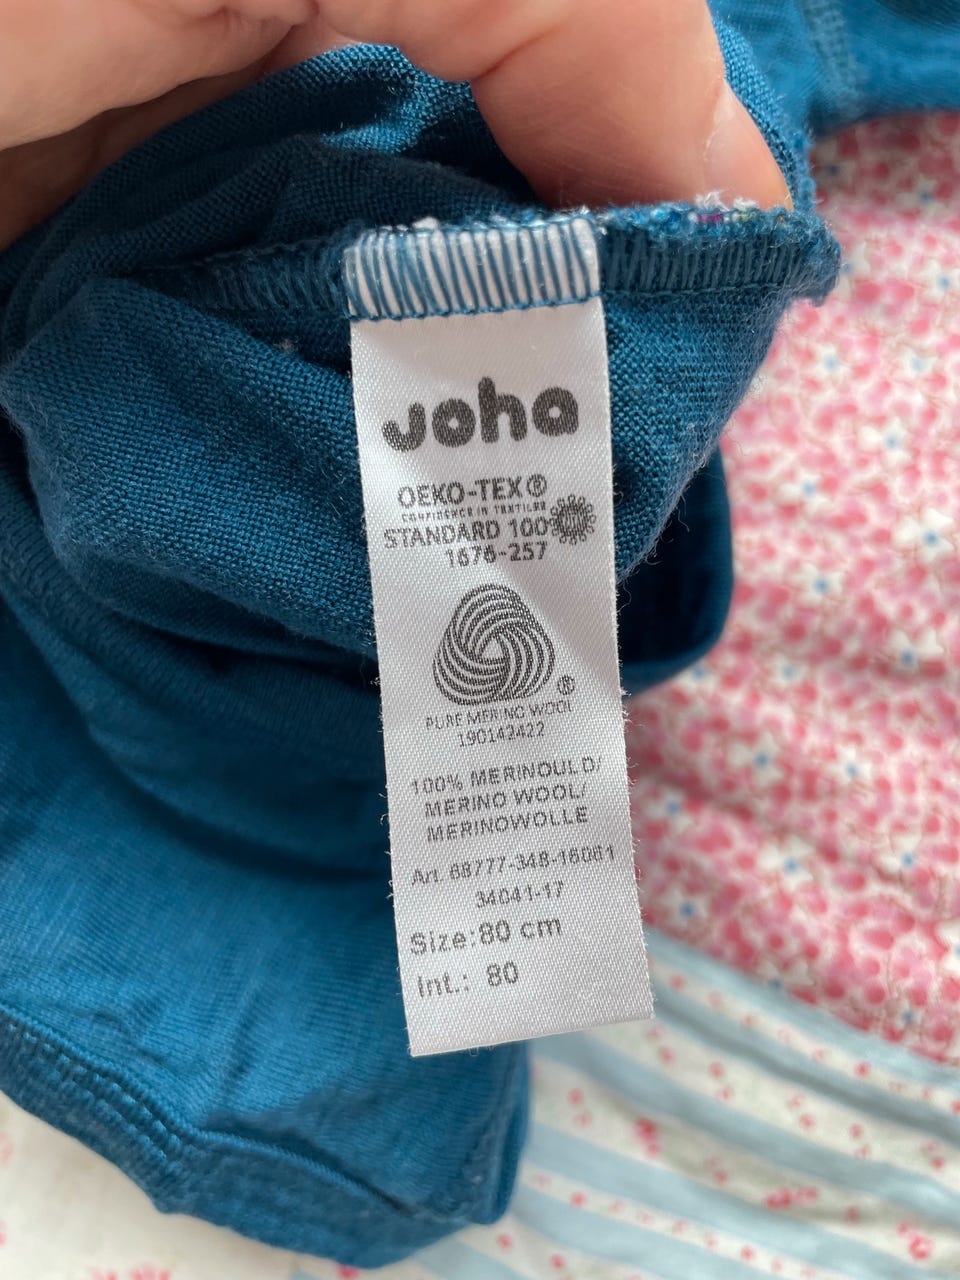 Joha
OEKO-TEX®
CONFIDENCE IN TEXTILES
STANDARD 100
1676-257
®
PURE MERINO WOOL
190142422
100% MERINOULD/
MERINO WOOL/
MERINOWOLLE
Art. 68777-348-16061
34041-17
Size: 80 cm
Int.: 80